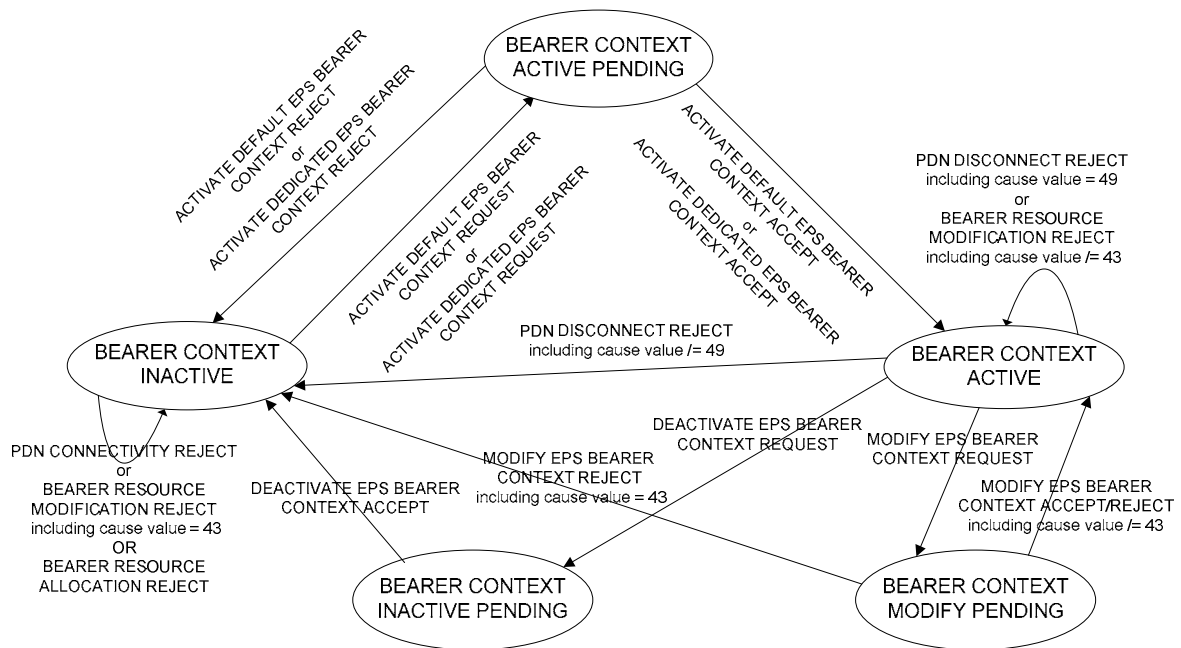 BEARER CONTEXT
ACTIVE PENDING
ACTIVATE DEFAULT EPS BEARER
CONTEXT REJECT
or
ACTIVATE DEDICATED EPS BEARER
CONTEXT REJECT
ACTIVATE DEFAULT EPS BEARER
CONTEXT REQUEST
or
ACTIVATE DEDICATED EPS BEARER
CONTEXT REQUEST
ACTIVATE DEFAULT EPS BEARER
CONTEXT ACCEPT
or
ACTIVATE DEDICATED EPS BEARER
CONTEXT ACCEPT
PDN DISCONNECT REJECT
including cause value = 49
or
BEARER RESOURCE
MODIFICATION REJECT
including cause value /= 43
BEARER CONTEXT
INACTIVE
PDN DISCONNECT REJECT
including cause value /= 49
BEARER CONTEXT
ACTIVE
PDN CONNECTIVITY REJECT
or
BEARER RESOURCE
MODIFICATION REJECT
including cause value = 43
OR
BEARER RESOURCE
ALLOCATION REJECT
DEACTIVATE EPS BEARER
CONTEXT ACCEPT
MODIFY EPS BEARER
CONTEXT REJECT
including cause value = 43
DEACTIVATE EPS BEARER
CONTEXT REQUEST
MODIFY EPS BEARER
CONTEXT REQUEST
MODIFY EPS BEARER
CONTEXT ACCEPT/REJECT
including cause value /= 43
BEARER CONTEXT
INACTIVE PENDING
BEARER CONTEXT
MODIFY PENDING